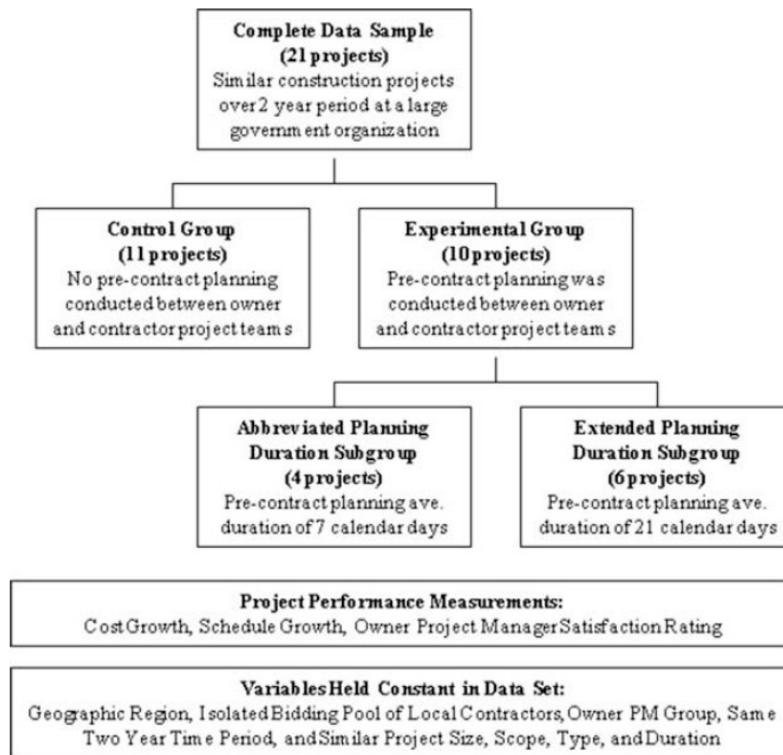 Complete Data Sample
(21 projects)
Similar construction projects
over 2 year period at a large
government organization
Control Group
(11 projects)
No pre-contract planning
conducted between owner
and contractor project teams
Experimental Group
(10 projects)
Pre-contract planning was
conducted between owner
and contractor project teams
Abbreviated Planning
Duration Subgroup
(4 projects)
Pre-contract planning ave.
duration of 7 calendar days
Extended Planning
Duration Subgroup
(6 projects)
Pre-contract planning ave.
duration of 21 calendar days
Project Performance Measurements:
Cost Growth, Schedule Growth, Owner Project Manager Satisfaction Rating
Variables Held Constant in Data Set:
Geographic Region, Isolated Bidding Pool of Local Contractors, Owner PM Group, Same
Two Year Time Period, and Similar Project Size, Scope, Type, and Duration